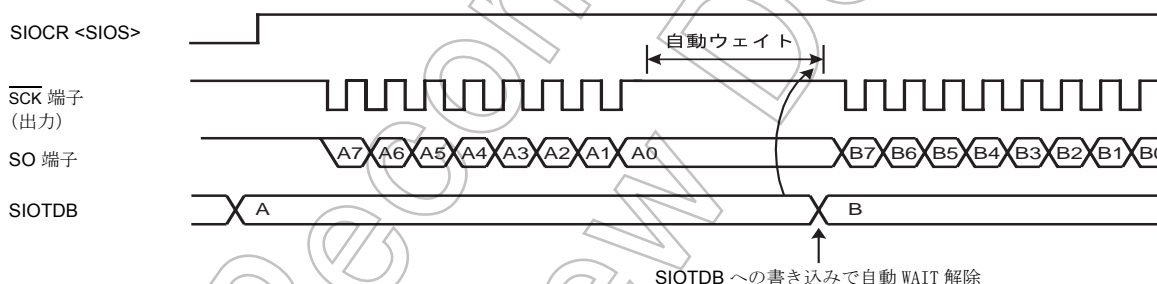 SIOCR <SIOS>
自動ウェイト
SCK 端子
(出力)
SO 端子
A7 A6 A5 A4 A3 A2 A1 A0 B7 B6 B5 B4 B3 B2 B1 B0
SIOTDB
A B
SIOTDB への書き込みで自動 WAIT 解除